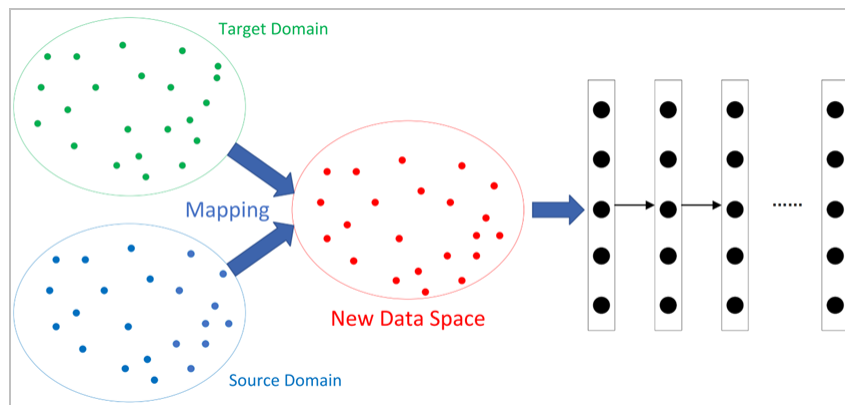 Target Domain
Mapping
New Data Space
Source Domain
......